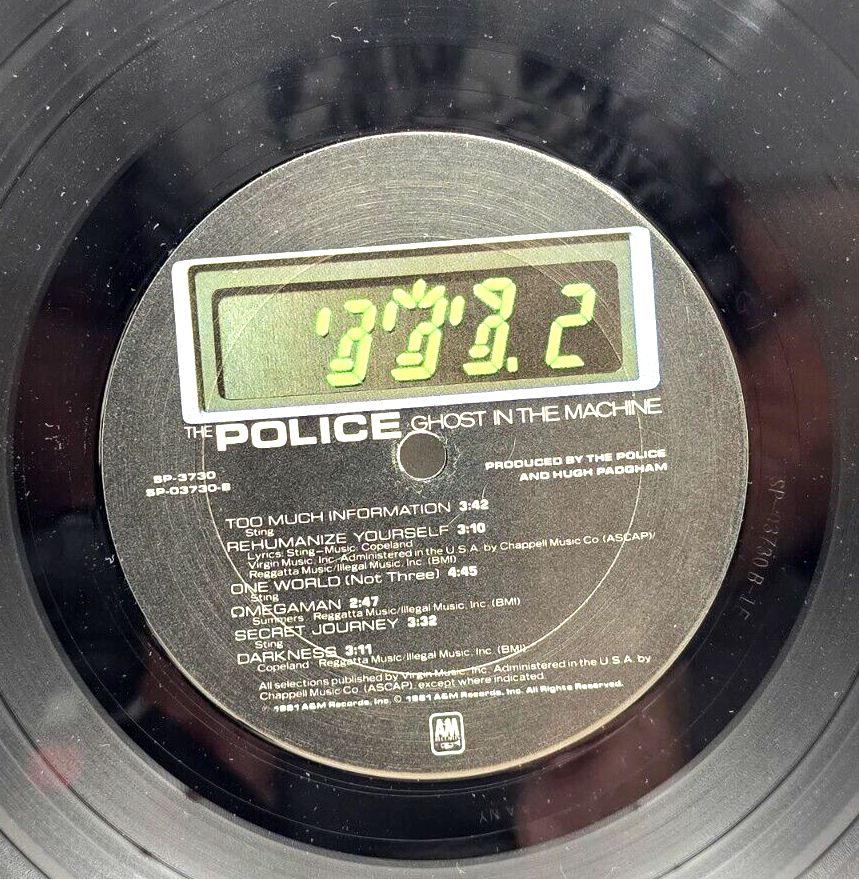 .2
THE POLICE GHOST IN THE MACHINE
SP-3730
SP-03730-B
PRODUCED BY THE POLICE
AND HUGH PADGHAM
TOO MUCH INFORMATION 3:42
Sting
REHUMANIZE YOURSELF 3:10
Lyrics: Sting—Music: Copeland
Virgin Music, Inc. Administered in the U.S.A. by Chappell Music Co. (ASCAP)/
Reggatta Music/Illegal Music, Inc. (BMI)
ONE WORLD (Not Three) 4:45
Sting
ΩMEGAMAN 2:47
Summers Reggatta Music/Illegal Music, Inc. (BMI)
SECRET JOURNEY 3:32
Sting
DARKNESS 3:11
Copeland Reggatta Music/Illegal Music, Inc. (BMI)
All selections published by Virgin Music, Inc. Administered in the U.S.A. by
Chappell Music Co. (ASCAP) except where indicated.
1981 A&M Records, Inc. © 1981 A&M Records, Inc. All Rights Reserved.
A&M
RECORDS